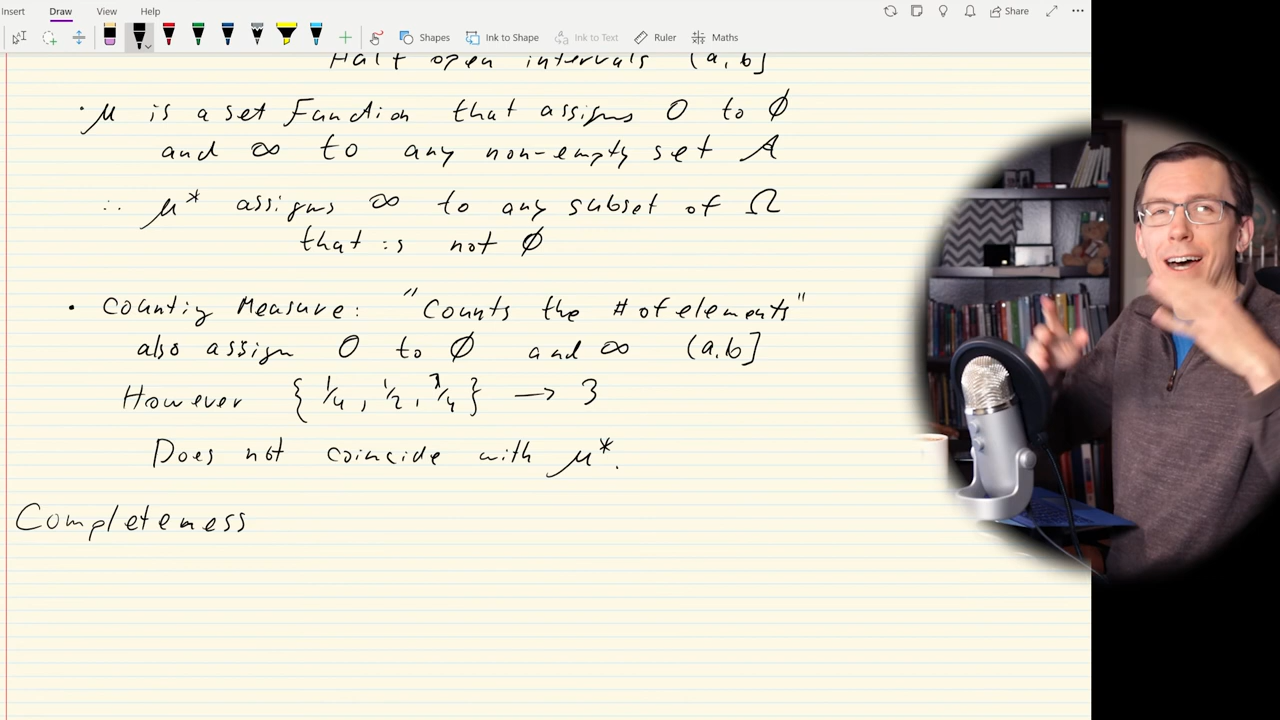 Insert Draw View Help
Share
Shapes Ink to Shape Ink to Text Ruler Maths
Half open intervals (a,b]
· μ is a set Function that assigns 0 to ∅
and ∞ to any non-empty set A
∴ μ* assigns ∞ to any subset of Ω
that is not ∅
· Counting Measure: "Counts the # of elements"
also assign 0 to ∅ and ∞ (a,b]
However {1/4, 1/2, 3/4} → 3
Does not coincide with μ*.
Completeness